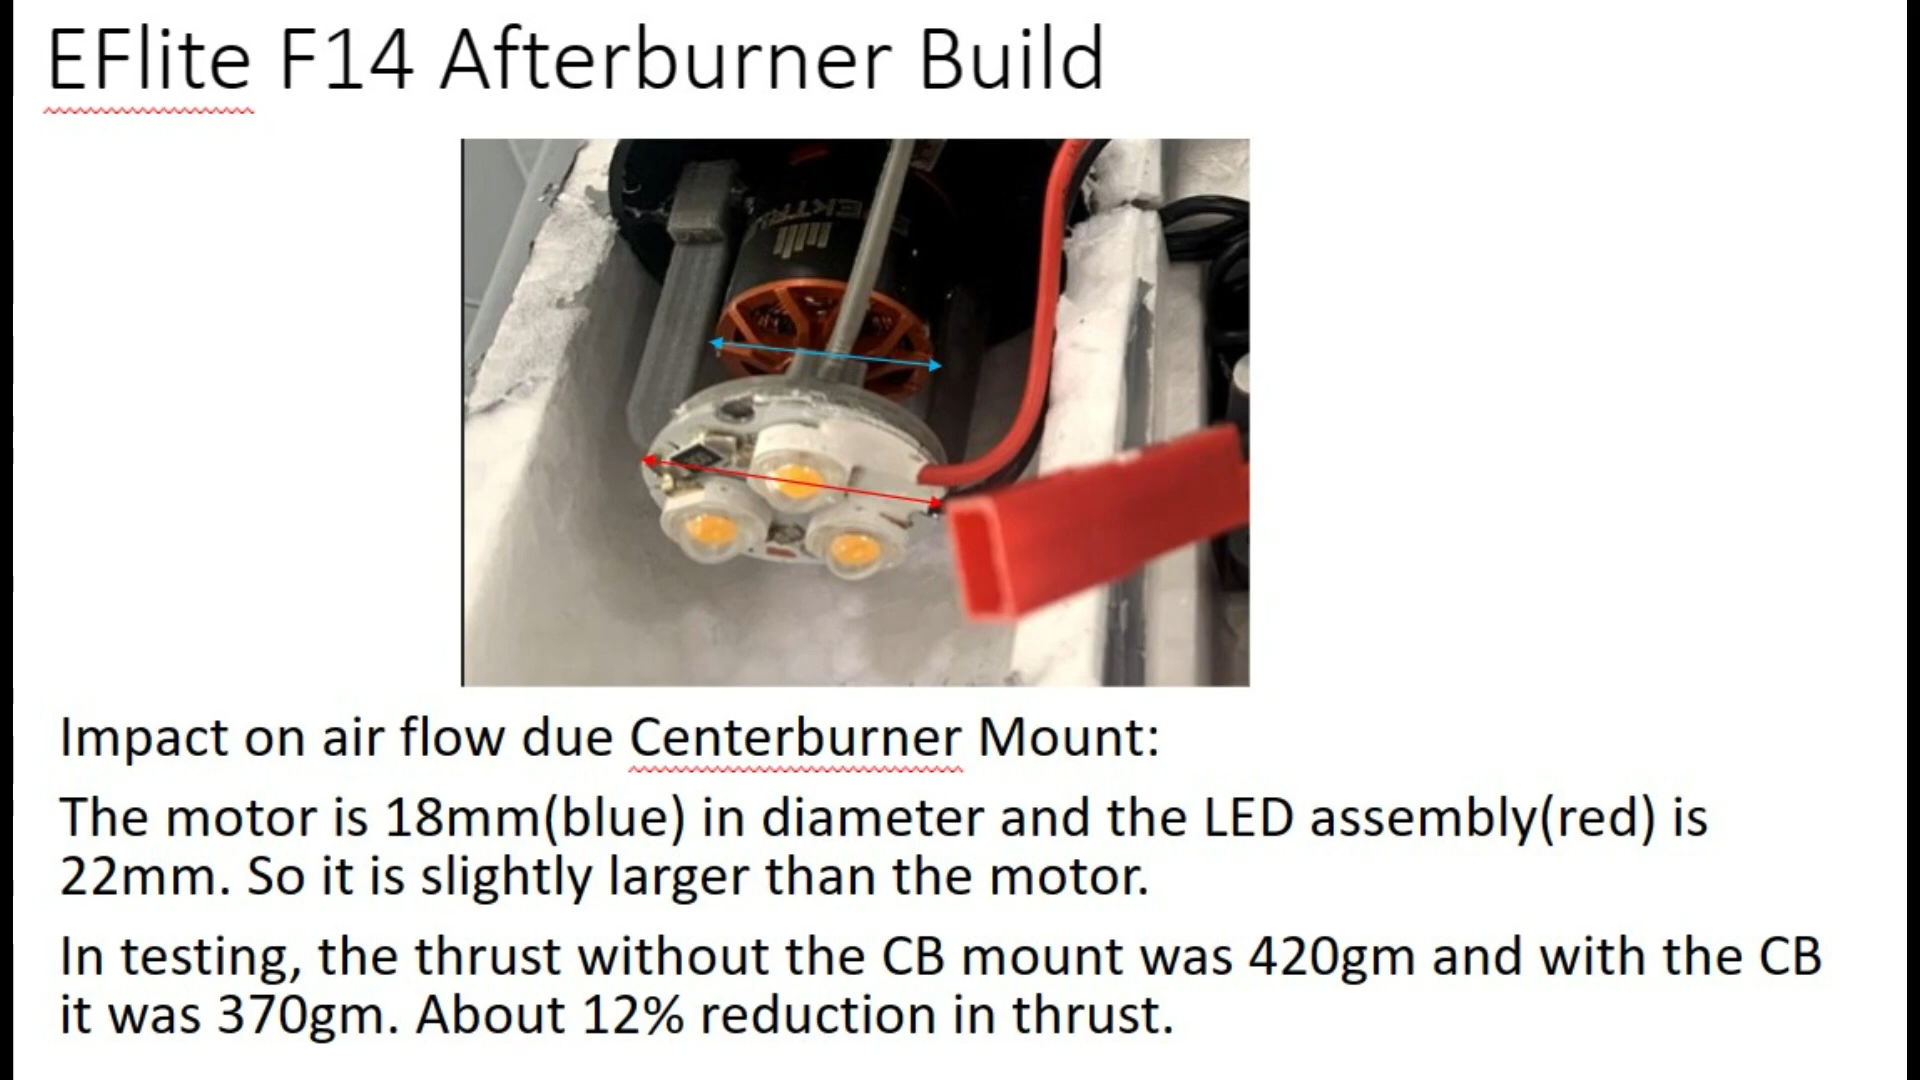 EFlite F14 Afterburner Build
Impact on air flow due Centerburner Mount:
The motor is 18mm(blue) in diameter and the LED assembly(red) is
22mm. So it is slightly larger than the motor.
In testing, the thrust without the CB mount was 420gm and with the CB
it was 370gm. About 12% reduction in thrust.